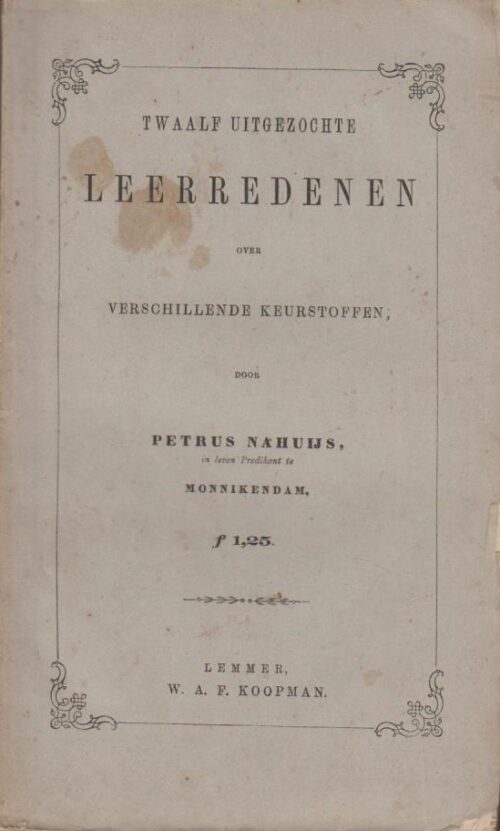 TWAALF UITGEZOCHTE
LEERREDENEN
OVER
VERSCHILLENDE KEURSTOFFEN,
DOOR
PETRUS NAHUIJS,
in leven Predikant te
MONNIKENDAM,
ƒ 1,25.
LEMMER,
W. A. F. KOOPMAN.